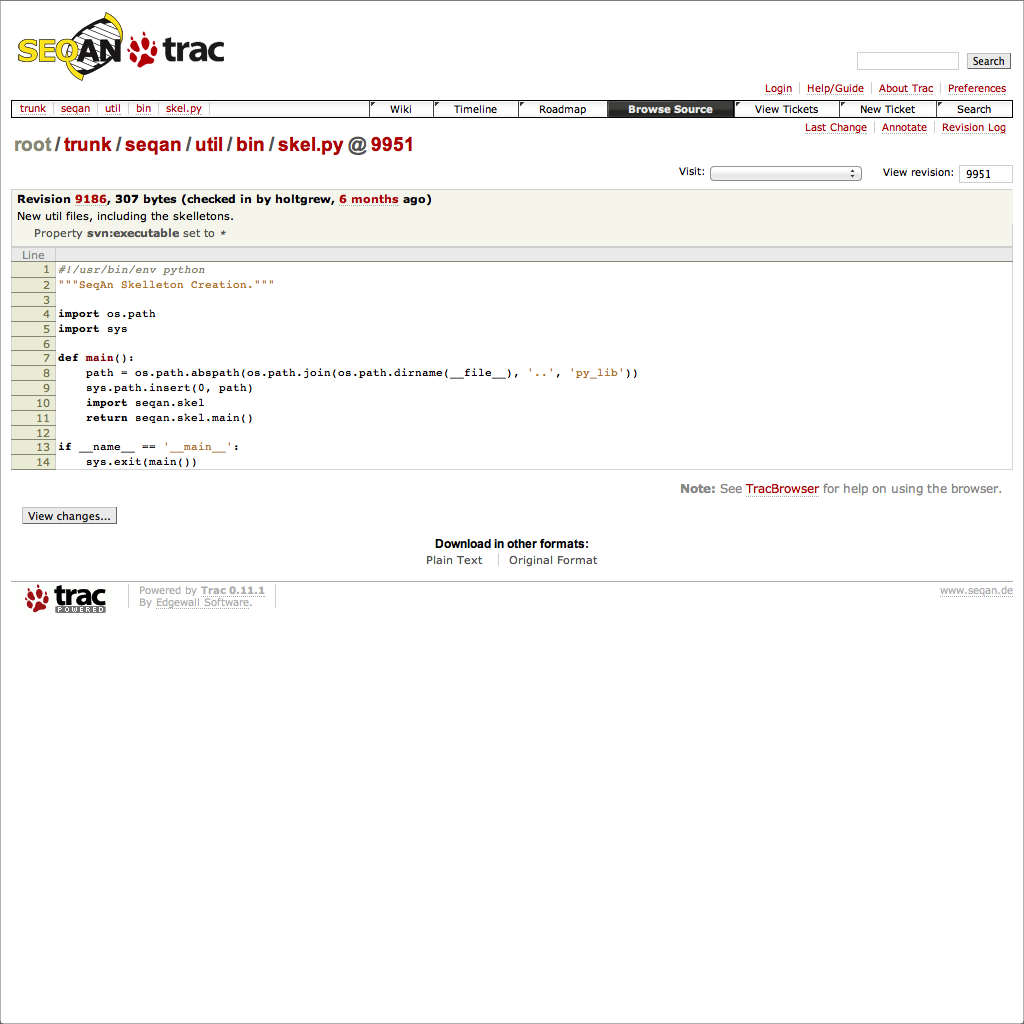 SEQAN trac
Search
Login Help/Guide About Trac Preferences
trunk seqan util bin skel.py Wiki Timeline Roadmap Browse Source View Tickets New Ticket Search
Last Change Annotate Revision Log
root / trunk / seqan / util / bin / skel.py @ 9951
Visit: View revision: 9951
Revision 9186, 307 bytes (checked in by holtgrew, 6 months ago)
New util files, including the skelletons.
Property svn:executable set to *
Line
1 #!/usr/bin/env python
2 """SeqAn Skelleton Creation."""
3
4 import os.path
5 import sys
6
7 def main():
8     path = os.path.abspath(os.path.join(os.path.dirname(__file__), '..', 'py_lib'))
9     sys.path.insert(0, path)
10     import seqan.skel
11     return seqan.skel.main()
12
13 if __name__ == '__main__':
14     sys.exit(main())
Note: See TracBrowser for help on using the browser.
View changes...
Download in other formats:
Plain Text Original Format
trac POWERED
Powered by Trac 0.11.1
By Edgewall Software.
www.seqan.de